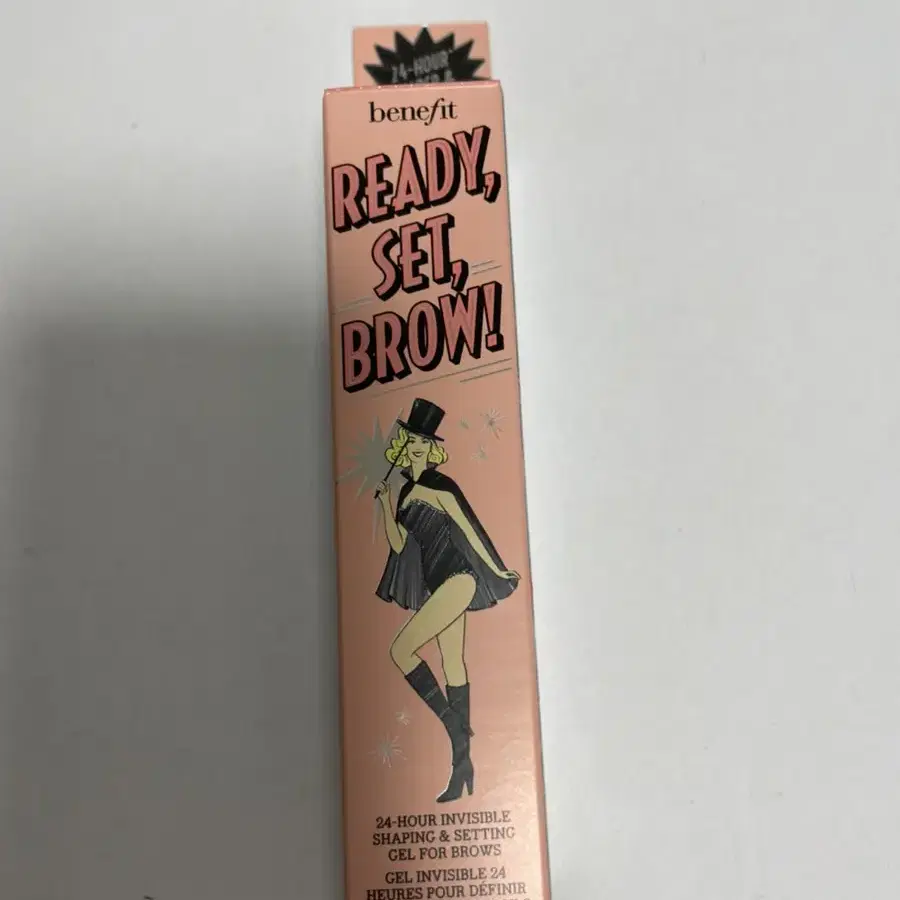 24-HOUR
benefit
READY,
SET,
BROW!
24-HOUR INVISIBLE
SHAPING & SETTING
GEL FOR BROWS
GEL INVISIBLE 24
HEURES POUR DÉFINIR